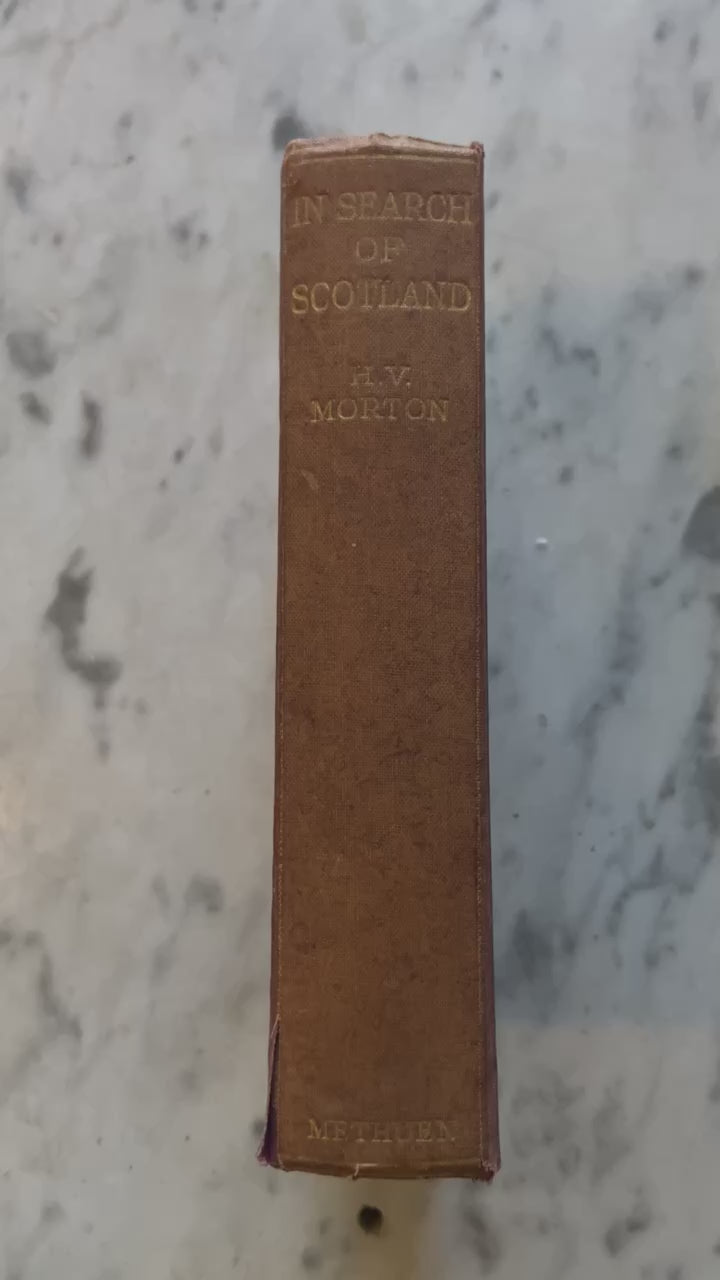 IN SEARCH
OF
SCOTLAND
H.V.
MORTON
METHUEN